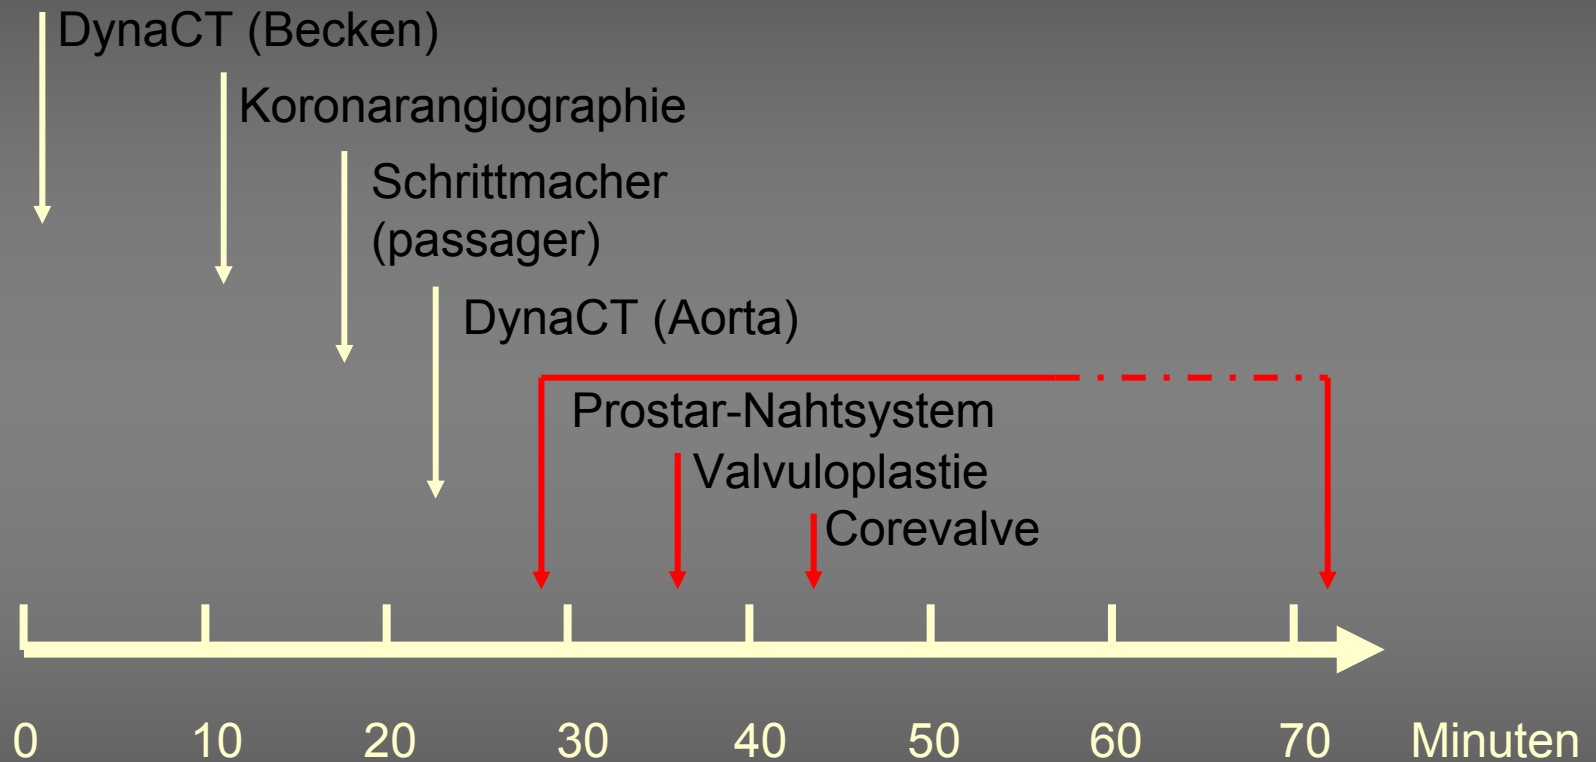 DynaCT (Becken)
Koronarangiographie
Schrittmacher
(passager)
DynaCT (Aorta)
Prostar-Nahtsystem
Valvuloplastie
Corevalve
0 10 20 30 40 50 60 70 Minuten